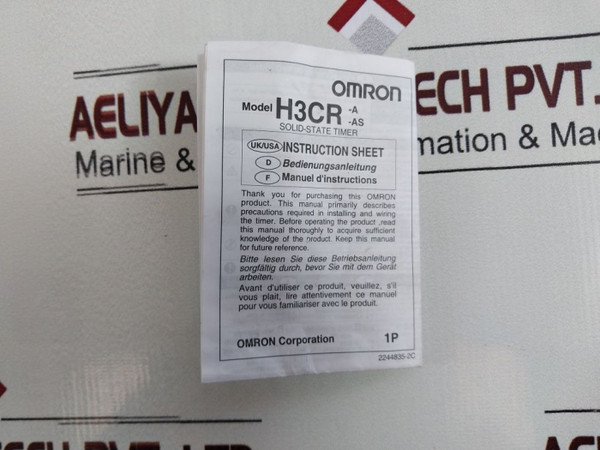 OMRON
Model H3CR -A
-AS
SOLID-STATE TIMER
UK/USA INSTRUCTION SHEET
D Bedienungsanleitung
F Manuel d'instructions
Thank you for purchasing this OMRON
product. This manual primarily describes
precautions required in installing and wiring
the timer. Before operating the product ,read
this manual thoroughly to acquire sufficient
knowledge of the product. Keep this manual
for future reference.
Bitte lesen Sie diese Betriebsanleitung
sorgfältig durch, bevor Sie mit dem Gerät
arbeiten.
Avant d'utiliser ce produit, veuillez, s'il
vous plait, lire attentivement ce manuel
pour vous familiariser avec le produit.
OMRON Corporation 1P
2244835-2C
AELIYA
Marine &
ECH PVT.
mation & Ma
TECH PVT. LTD